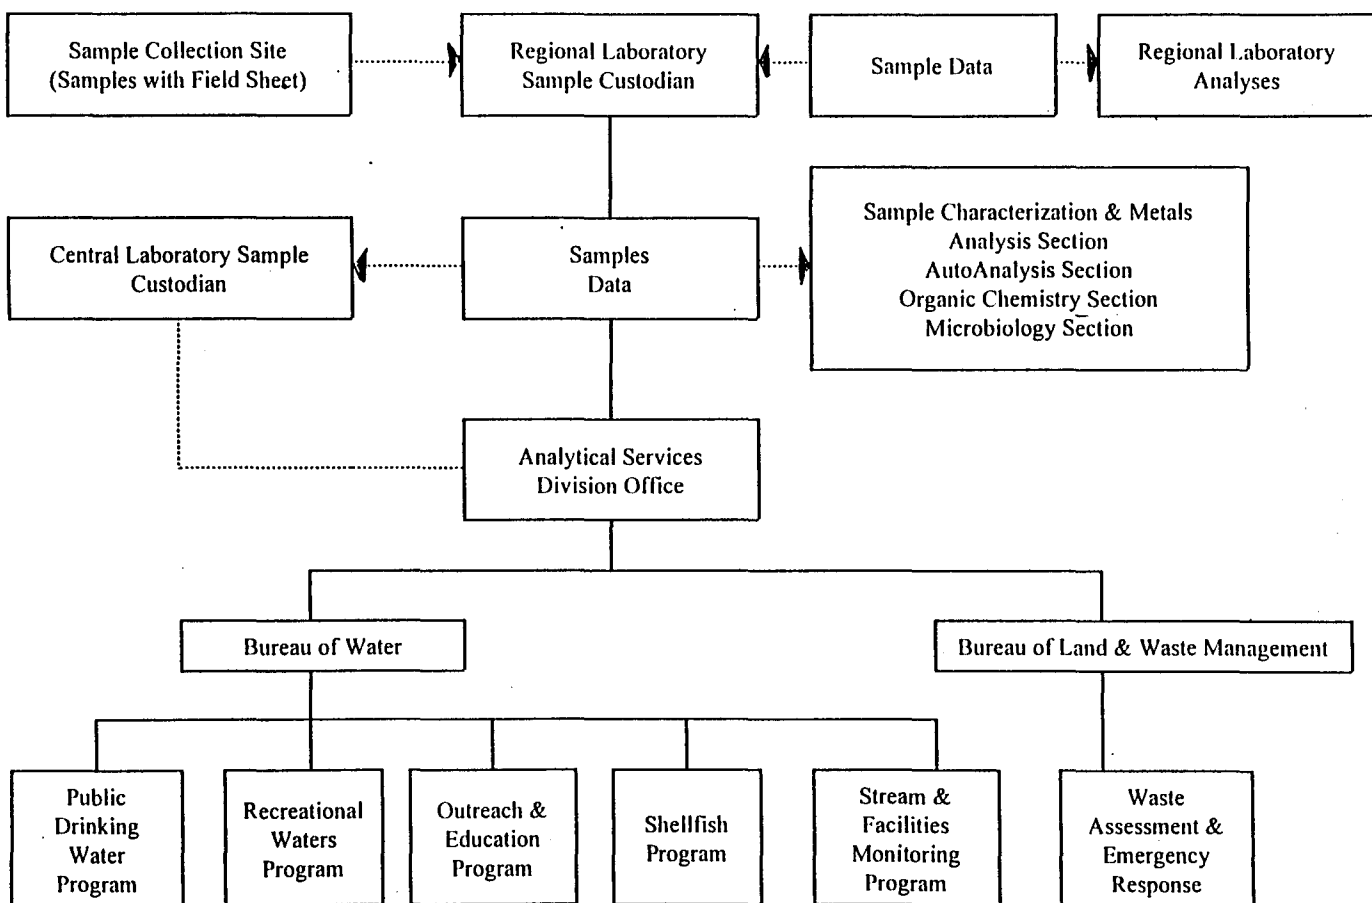 Sample Collection Site
(Samples with Field Sheet)
Regional Laboratory
Sample Custodian
Sample Data
Regional Laboratory
Analyses
Central Laboratory Sample
Custodian
Samples
Data
Sample Characterization & Metals
Analysis Section
AutoAnalysis Section
Organic Chemistry Section
Microbiology Section
Analytical Services
Division Office
Bureau of Water
Bureau of Land & Waste Management
Public
Drinking
Water
Program
Recreational
Waters
Program
Outreach &
Education
Program
Shellfish
Program
Stream &
Facilities
Monitoring
Program
Waste
Assessment &
Emergency
Response